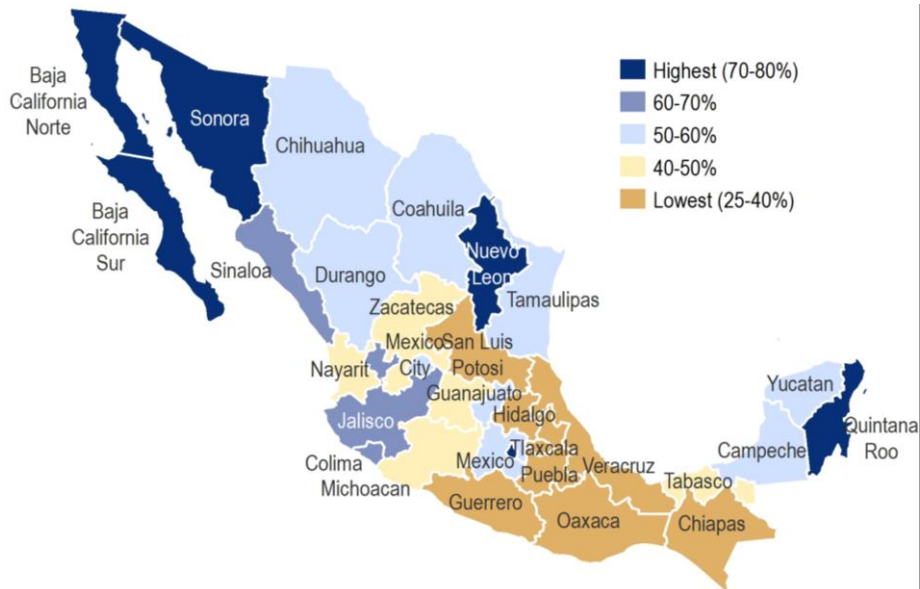 Baja
California
Norte
Sonora
Chihuahua
Highest (70-80%)
60-70%
50-60%
40-50%
Lowest (25-40%)
Baja
California
Sur
Coahuila
Sinaloa
Durango
Nuevo
Leon
Tamaulipas
Zacatecas
Mexico
City
San Luis
Potosi
Nayarit
Guanajuato
Hidalgo
Jalisco
Yucatan
Quintana
Roo
Campeche
Colima
Michoacan
Mexico
Tlaxcala
Puebla
Veracruz
Tabasco
Guerrero
Oaxaca
Chiapas